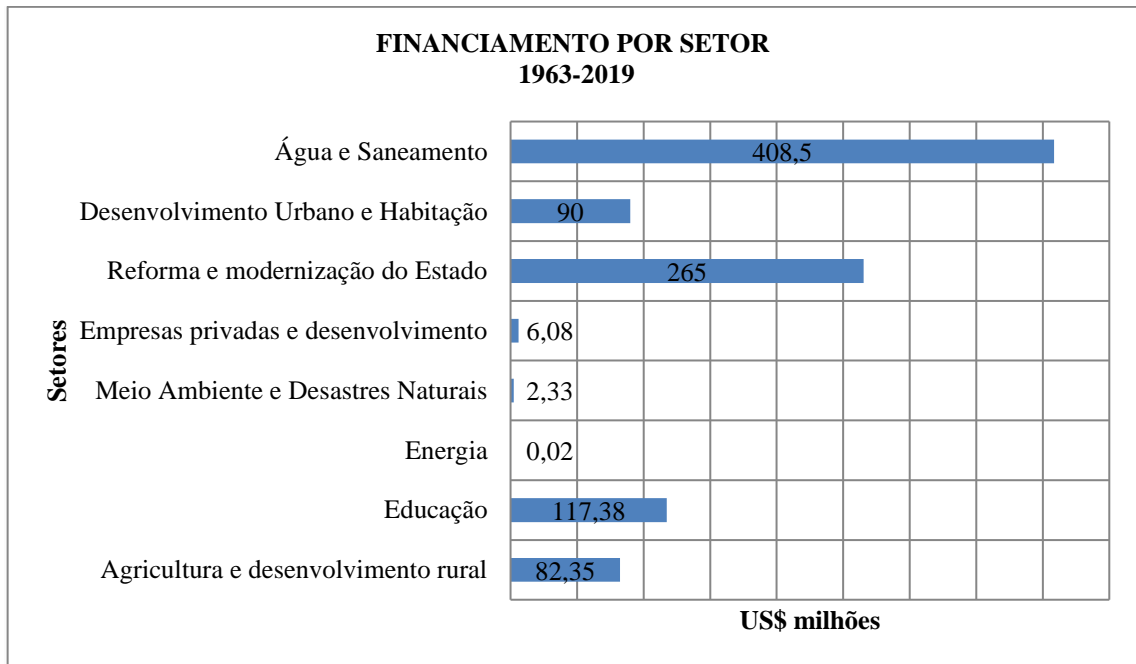 FINANCIAMENTO POR SETOR
1963-2019
Setores
Água e Saneamento 408,5
Desenvolvimento Urbano e Habitação 90
Reforma e modernização do Estado 265
Empresas privadas e desenvolvimento 6,08
Meio Ambiente e Desastres Naturais 2,33
Energia 0,02
Educação 117,38
Agricultura e desenvolvimento rural 82,35
US$ milhões